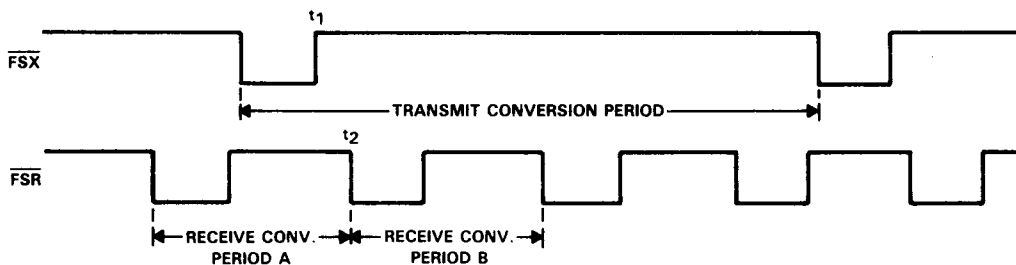 t1
FSX
TRANSMIT CONVERSION PERIOD
t2
FSR
RECEIVE CONV.
PERIOD A
RECEIVE CONV.
PERIOD B